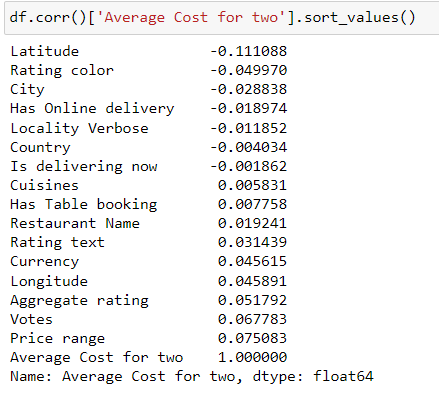 df.corr()['Average Cost for two'].sort_values()
Latitude -0.111088
Rating color -0.049970
City -0.028838
Has Online delivery -0.018974
Locality Verbose -0.011852
Country -0.004034
Is delivering now -0.001862
Cuisines 0.005831
Has Table booking 0.007758
Restaurant Name 0.019241
Rating text 0.031439
Currency 0.045615
Longitude 0.045891
Aggregate rating 0.051792
Votes 0.067783
Price range 0.075083
Average Cost for two 1.000000
Name: Average Cost for two, dtype: float64